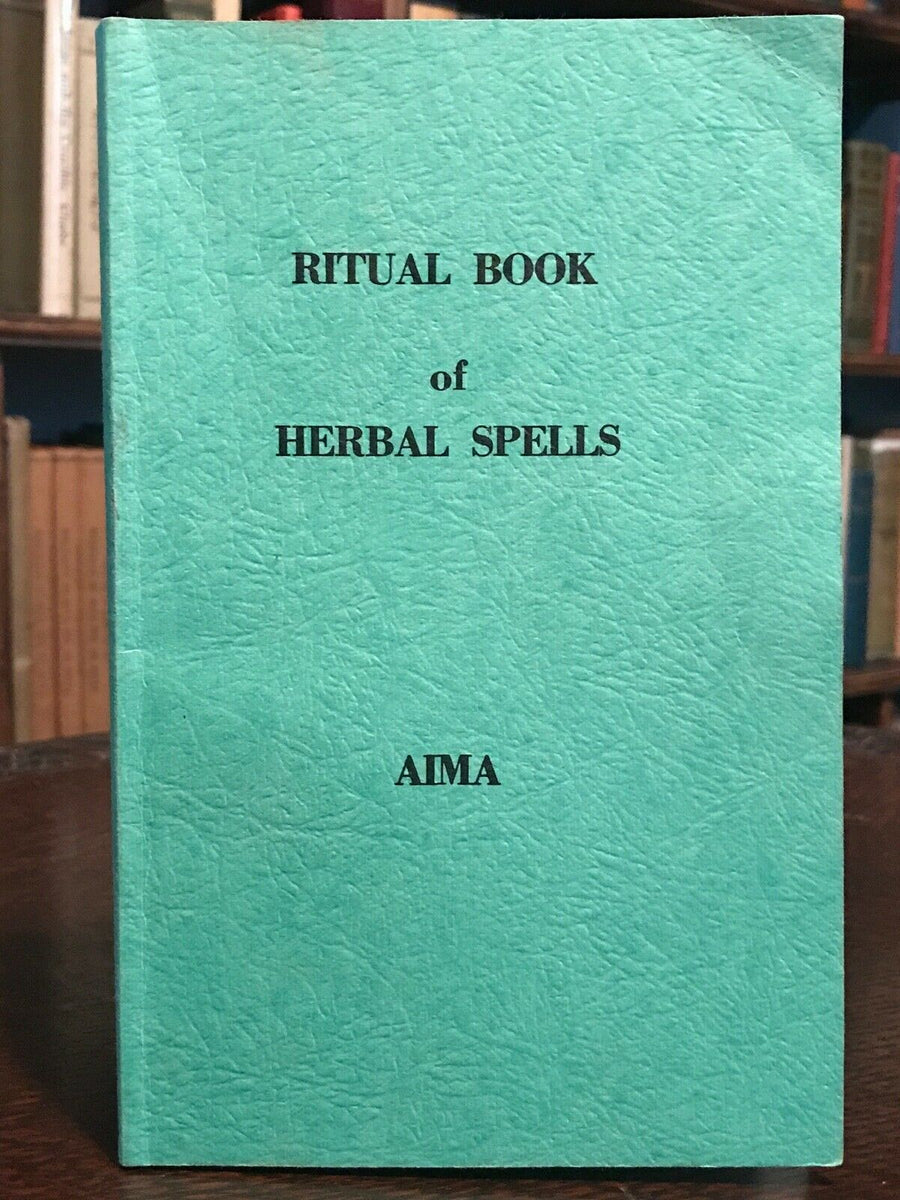 RITUAL BOOK
of
HERBAL SPELLS
AIMA